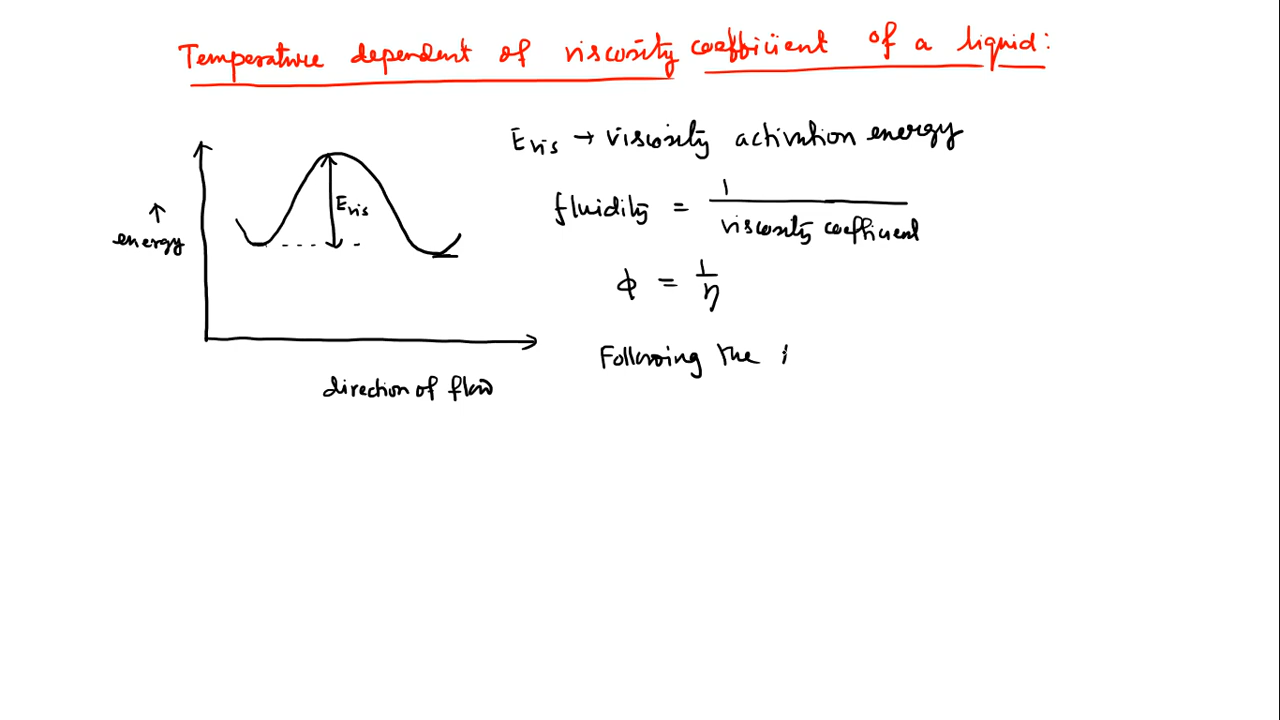 Temperature dependent of viscosity coefficient of a liquid:
Evis → viscosity activation energy
↑
energy
Evis
fluidity = 1 / viscosity coefficient
φ = 1/η
Following the
direction of flow